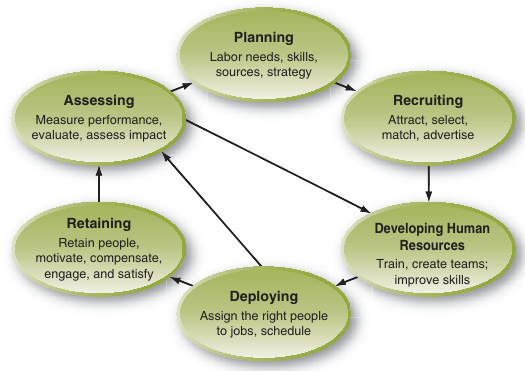 Planning
Labor needs, skills,
sources, strategy
Assessing
Measure performance,
evaluate, assess impact
Recruiting
Attract, select,
match, advertise
Retaining
Retain people,
motivate, compensate,
engage, and satisfy
Developing Human
Resources
Train, create teams;
improve skills
Deploying
Assign the right people
to jobs, schedule